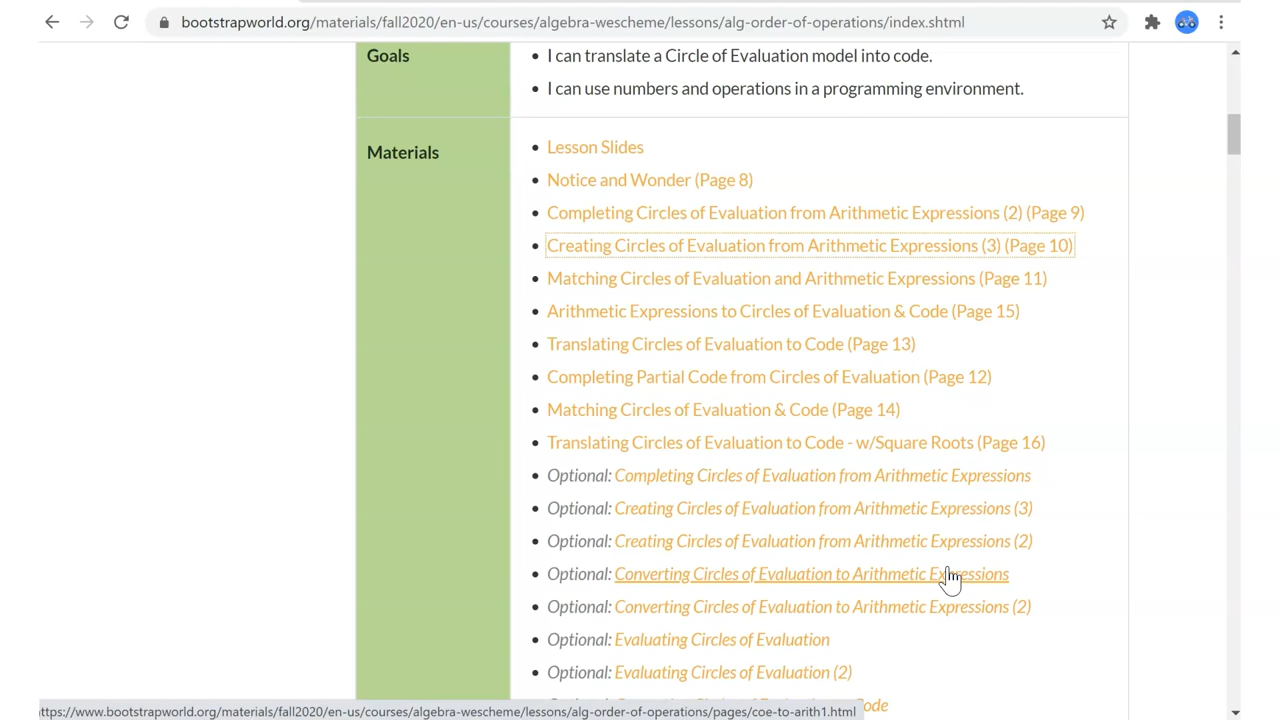 bootstrapworld.org/materials/fall2020/en-us/courses/algebra-wescheme/lessons/alg-order-of-operations/index.shtml
Goals
• I can translate a Circle of Evaluation model into code.
• I can use numbers and operations in a programming environment.
Materials
• Lesson Slides
• Notice and Wonder (Page 8)
• Completing Circles of Evaluation from Arithmetic Expressions (2) (Page 9)
• Creating Circles of Evaluation from Arithmetic Expressions (3) (Page 10)
• Matching Circles of Evaluation and Arithmetic Expressions (Page 11)
• Arithmetic Expressions to Circles of Evaluation & Code (Page 15)
• Translating Circles of Evaluation to Code (Page 13)
• Completing Partial Code from Circles of Evaluation (Page 12)
• Matching Circles of Evaluation & Code (Page 14)
• Translating Circles of Evaluation to Code - w/Square Roots (Page 16)
• Optional: Completing Circles of Evaluation from Arithmetic Expressions
• Optional: Creating Circles of Evaluation from Arithmetic Expressions (3)
• Optional: Creating Circles of Evaluation from Arithmetic Expressions (2)
• Optional: Converting Circles of Evaluation to Arithmetic Expressions
• Optional: Converting Circles of Evaluation to Arithmetic Expressions (2)
• Optional: Evaluating Circles of Evaluation
• Optional: Evaluating Circles of Evaluation (2)
ode
ttps://www.bootstrapworld.org/materials/fall2020/en-us/courses/algebra-wescheme/lessons/alg-order-of-operations/pages/coe-to-arith1.html